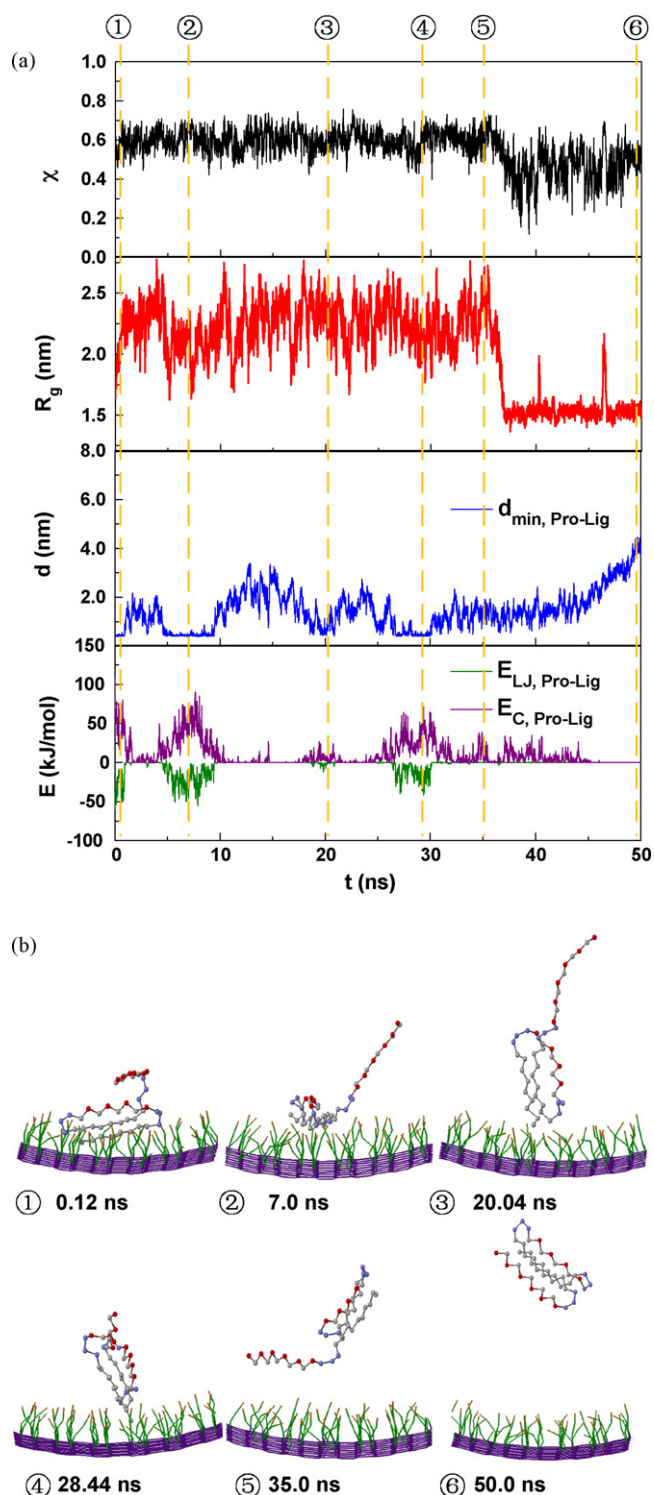 ① ② ③ ④ ⑤ ⑥
(a)
1.0
0.8
0.6
0.4
0.2
0.0
χ
2.5
2.0
1.5
R_g (nm)
8.0
6.0
4.0
2.0
d (nm)
d_min, Pro-Lig
150
100
50
0
-50
-100
E (kJ/mol)
E_LJ, Pro-Lig
E_C, Pro-Lig
0 10 20 30 40 50
t (ns)
(b)
① 0.12 ns ② 7.0 ns ③ 20.04 ns
④ 28.44 ns ⑤ 35.0 ns ⑥ 50.0 ns